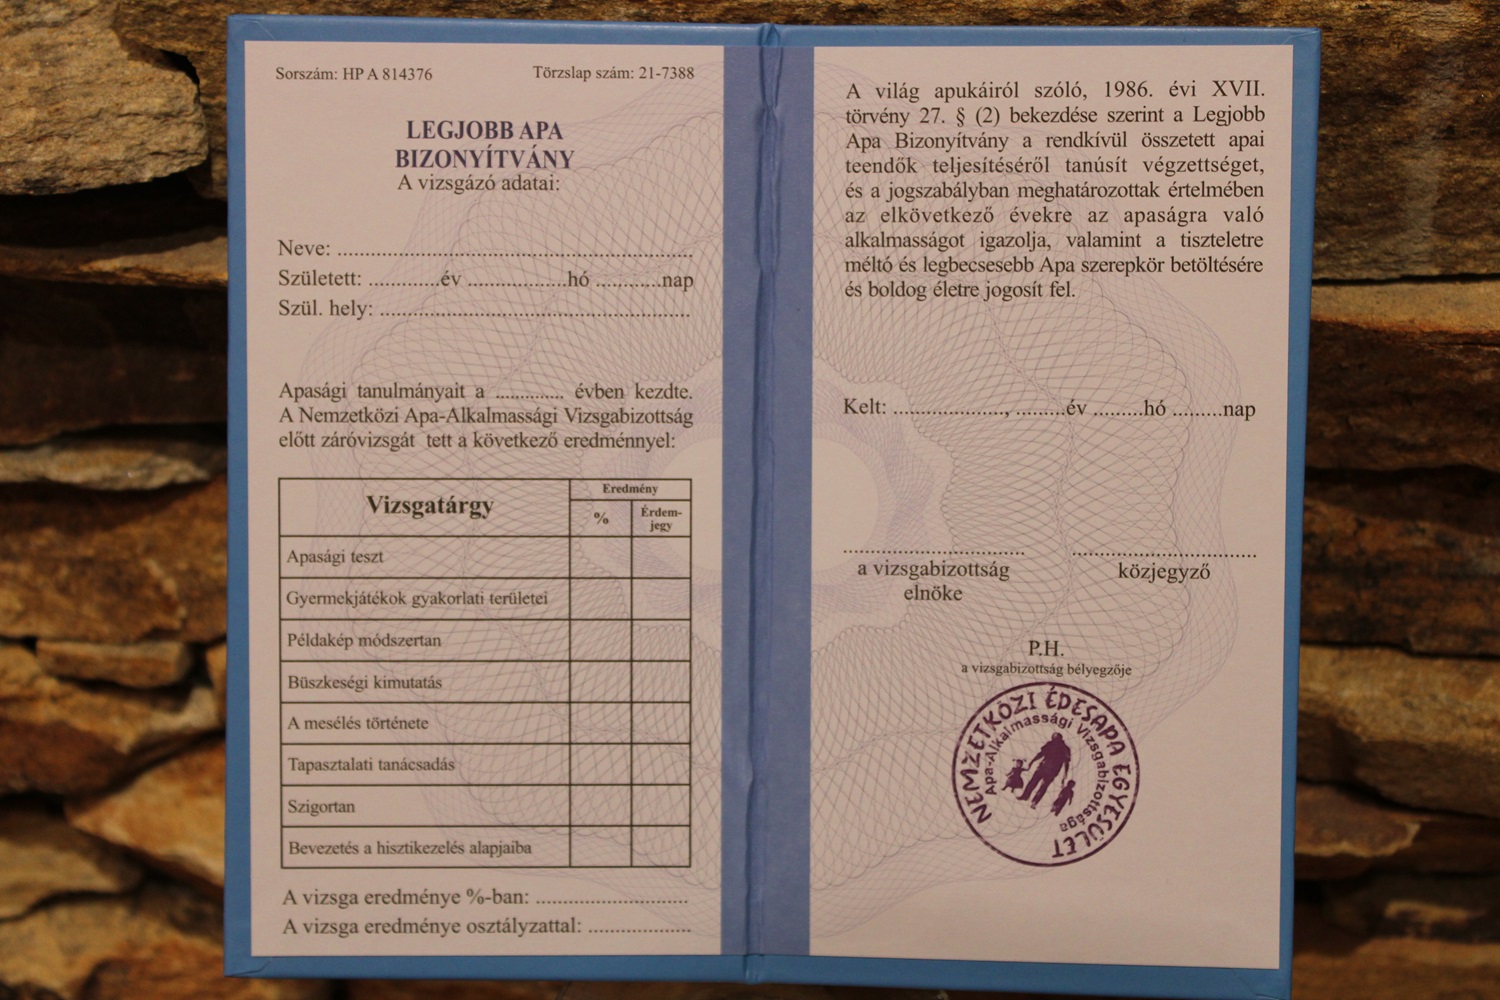 Sorszám: HP A 814376
Törzslap szám: 21-7388
LEGJOBB APA
BIZONYÍTVÁNY
A vizsgázó adatai:
Neve: ..........................................................
Született: .............év ..................hó ............nap
Szül. hely: ........................................................
Apasági tanulmányait a .............. évben kezdte.
A Nemzetközi Apa-Alkalmassági Vizsgabizottság
előtt záróvizsgát tett a következő eredménnyel:
Vizsgatárgy
Eredmény
%
Érdem-
jegy
Apasági teszt
Gyermekjátékok gyakorlati területei
Példakép módszertan
Büszkeségi kimutatás
A mesélés története
Tapasztalati tanácsadás
Szigortan
Bevezetés a hisztikezelés alapjaiba
A vizsga eredménye %-ban: ............................
A vizsga eredménye osztályzattal: ...................
A világ apukáiról szóló, 1986. évi XVII.
törvény 27. § (2) bekezdése szerint a Legjobb
Apa Bizonyítvány a rendkívül összetett apai
teendők teljesítéséről tanúsít végzettséget,
és a jogszabályban meghatározottak értelmében
az elkövetkező évekre az apaságra való
alkalmasságot igazolja, valamint a tiszteletre
méltó és legbecsesebb Apa szerepkör betöltésére
és boldog életre jogosít fel.
Kelt: ....................., .........év .........hó .........nap
a vizsgabizottság
elnöke
közjegyző
P.H.
a vizsgabizottság bélyegzője
NEMZETKÖZI ÉDESAPA EGYESÜLET
Apa-Alkalmassági Vizsgabizottsága